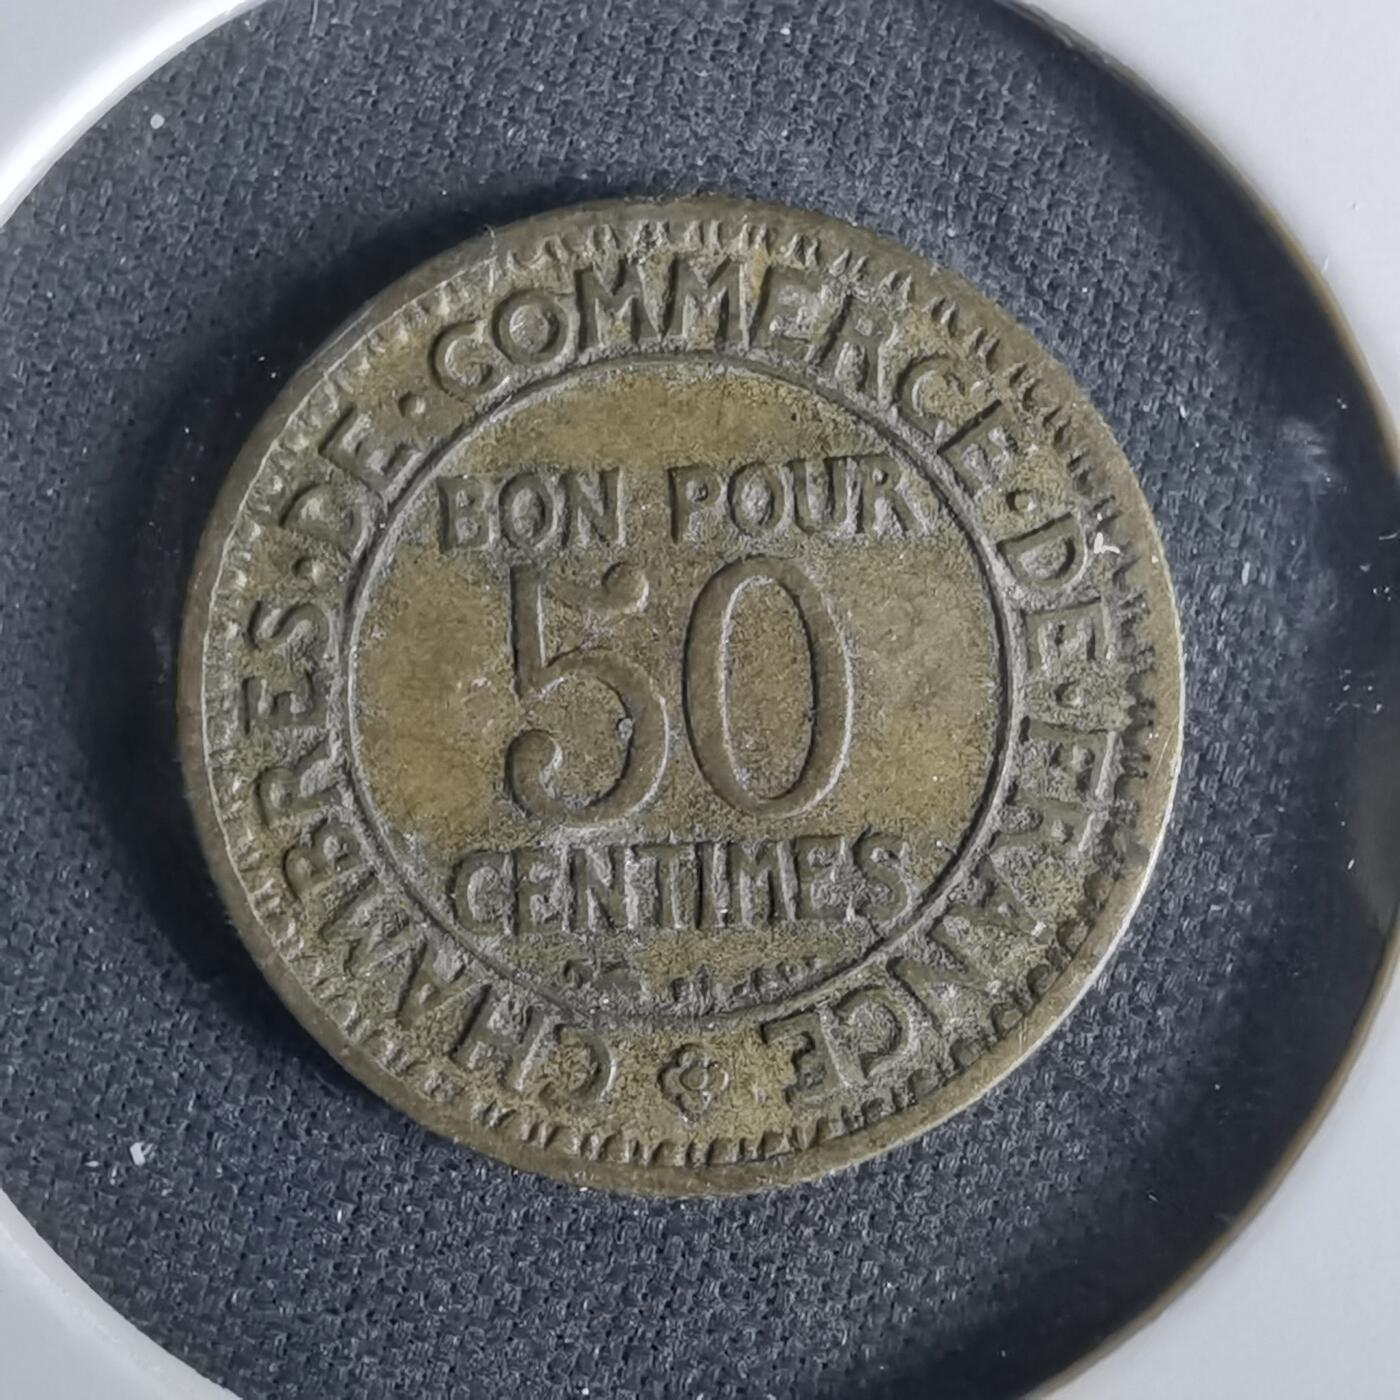 CHAMBRES·DE·COMMERCE·DE·FRANCE
BON POUR
50
CENTIMES